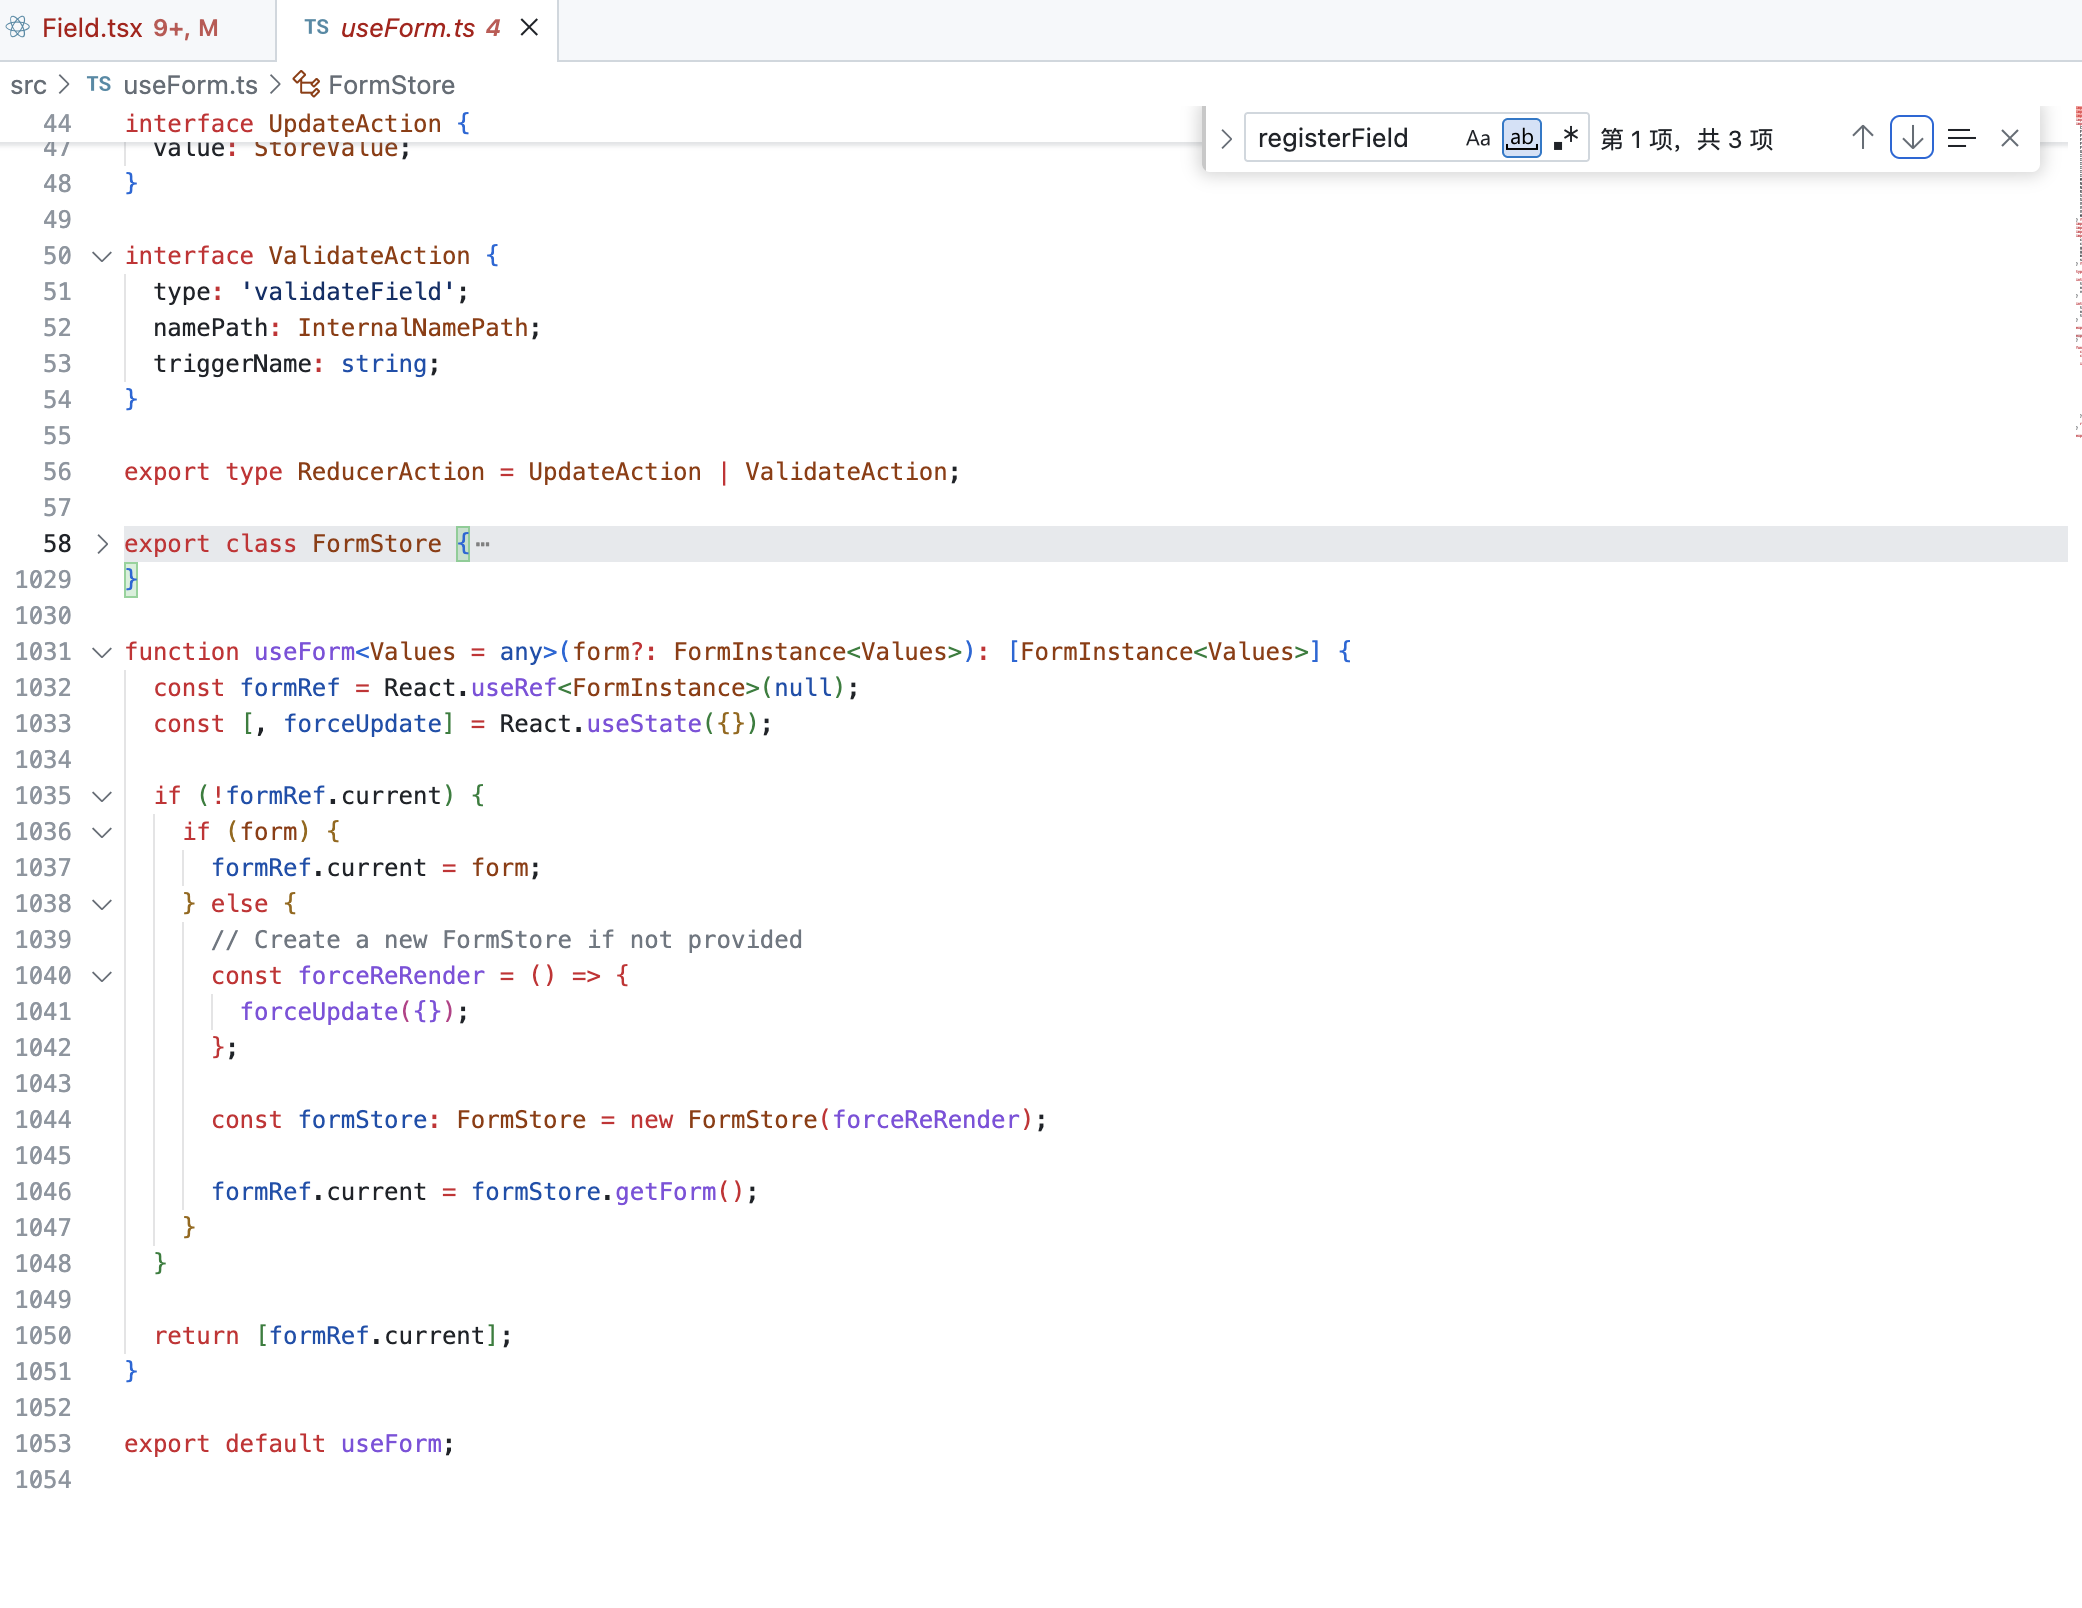 Field.tsx 9+, M
TS useForm.ts 4
src > TS useForm.ts > FormStore
registerField Aa ab .* 第 1 项，共 3 项
44 interface UpdateAction {
47 value: StoreValue;
48 }
49
50 interface ValidateAction {
51 type: 'validateField';
52 namePath: InternalNamePath;
53 triggerName: string;
54 }
55
56 export type ReducerAction = UpdateAction | ValidateAction;
57
58 export class FormStore { ⋯
1029 }
1030
1031 function useForm<Values = any>(form?: FormInstance<Values>): [FormInstance<Values>] {
1032 const formRef = React.useRef<FormInstance>(null);
1033 const [, forceUpdate] = React.useState({});
1034
1035 if (!formRef.current) {
1036 if (form) {
1037 formRef.current = form;
1038 } else {
1039 // Create a new FormStore if not provided
1040 const forceReRender = () => {
1041 forceUpdate({});
1042 };
1043
1044 const formStore: FormStore = new FormStore(forceReRender);
1045
1046 formRef.current = formStore.getForm();
1047 }
1048 }
1049
1050 return [formRef.current];
1051 }
1052
1053 export default useForm;
1054